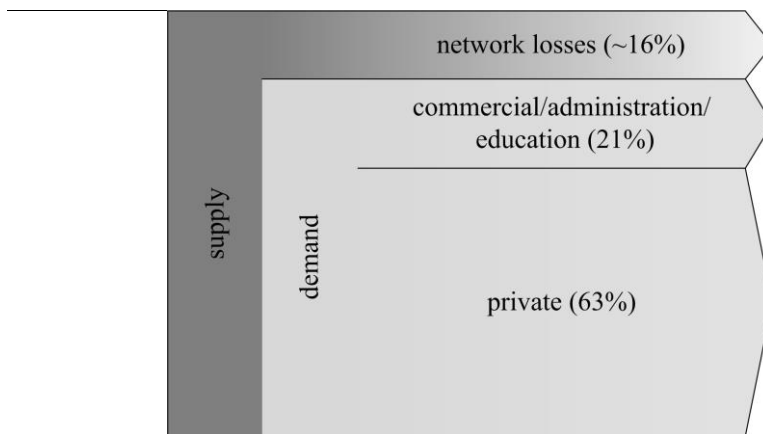 network losses (~16%)
commercial/administration/
education (21%)
supply
demand
private (63%)